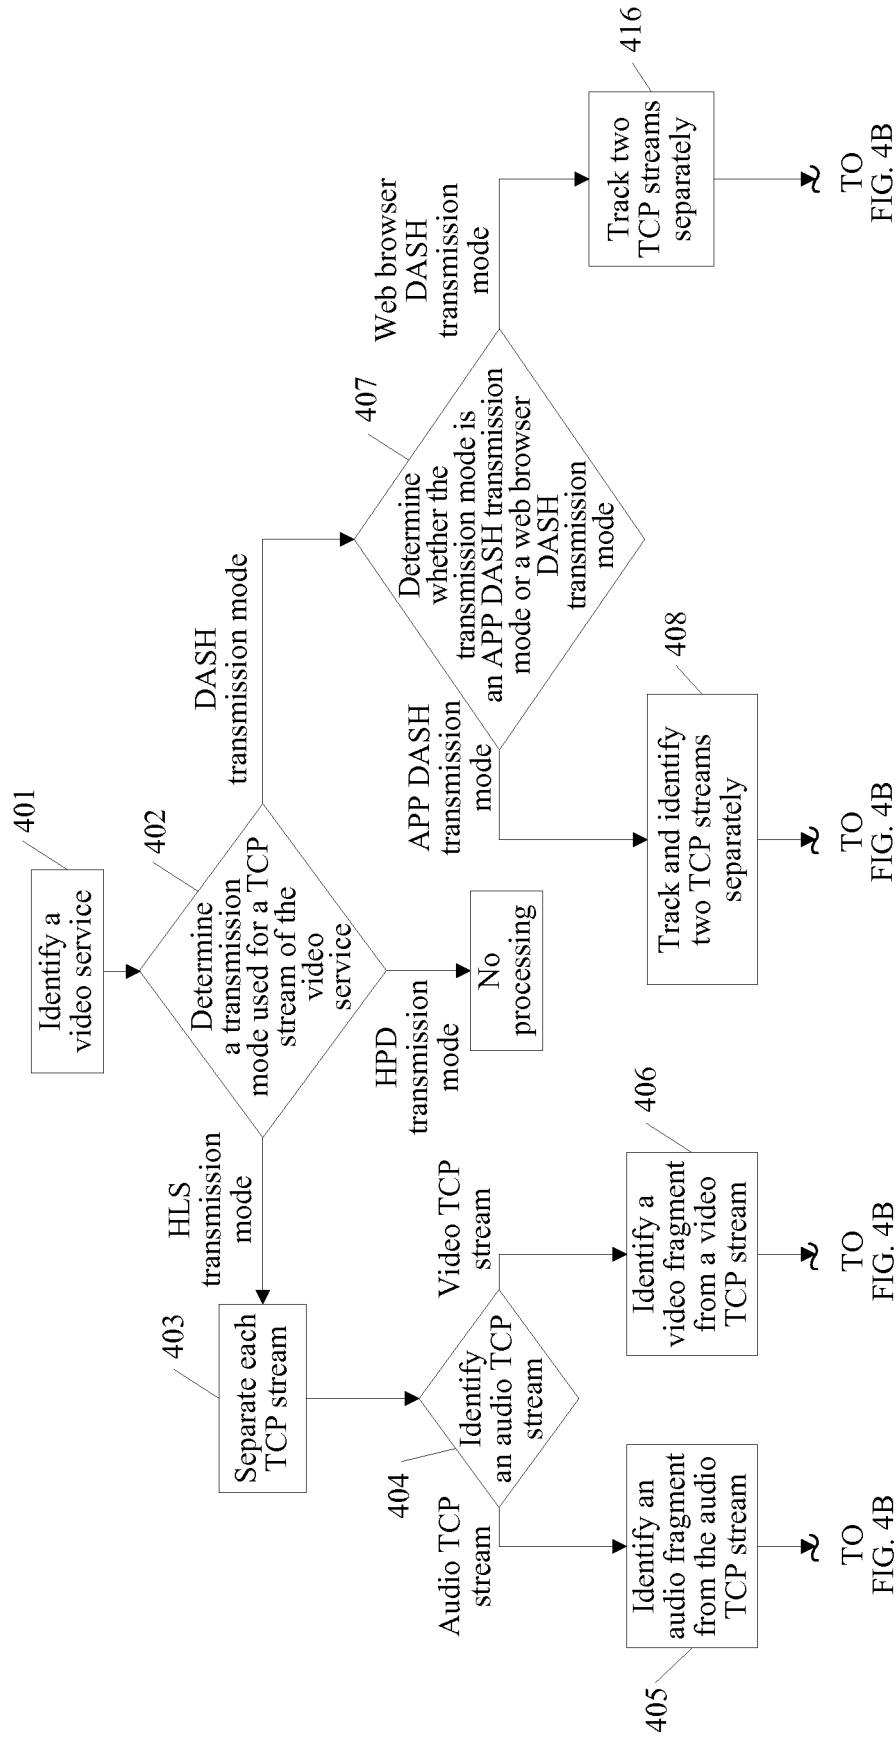 401
Identify a
video service
402
Determine
a transmission
mode used for a TCP
stream of the
video
service
HLS
transmission
mode
HPD
transmission
mode
No
processing
DASH
transmission mode
403
Separate each
TCP stream
404
Identify
an audio TCP
stream
Audio TCP
stream
Video TCP
stream
405
Identify an
audio fragment
from the audio
TCP stream
TO
FIG. 4B
406
Identify a
video fragment
from a video
TCP stream
TO
FIG. 4B
407
Determine
whether the
transmission mode is
an APP DASH transmission
mode or a web browser
DASH
transmission
mode
APP DASH
transmission
mode
Web browser
DASH
transmission
mode
408
Track and identify
two TCP streams
separately
TO
FIG. 4B
416
Track two
TCP streams
separately
TO
FIG. 4B